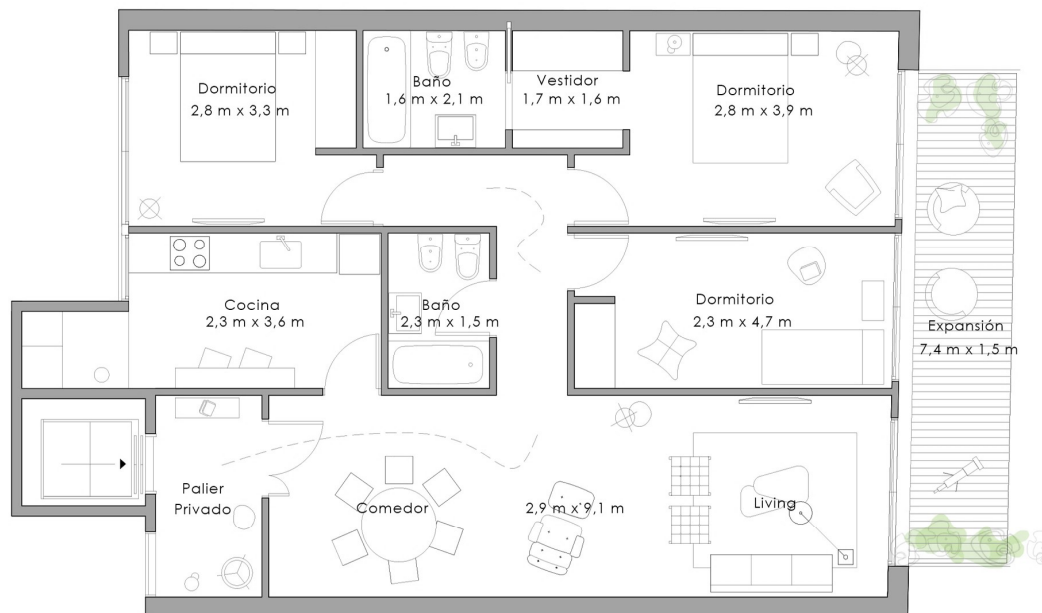 Dormitorio
2,8 m x 3,3 m
Baño
1,6 m x 2,1 m
Vestidor
1,7 m x 1,6 m
Dormitorio
2,8 m x 3,9 m
Cocina
2,3 m x 3,6 m
Baño
2,3 m x 1,5 m
Dormitorio
2,3 m x 4,7 m
Expansión
7,4 m x 1,5 m
Palier
Privado
Comedor
2,9 m x 9,1 m
Living